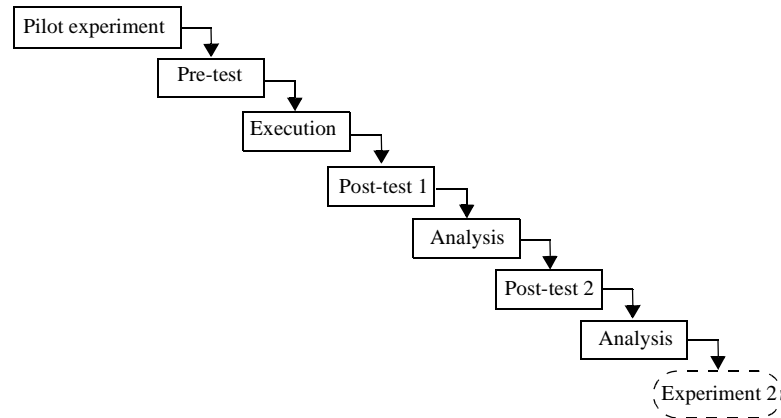 Pilot experiment
Pre-test
Execution
Post-test 1
Analysis
Post-test 2
Analysis
Experiment 2